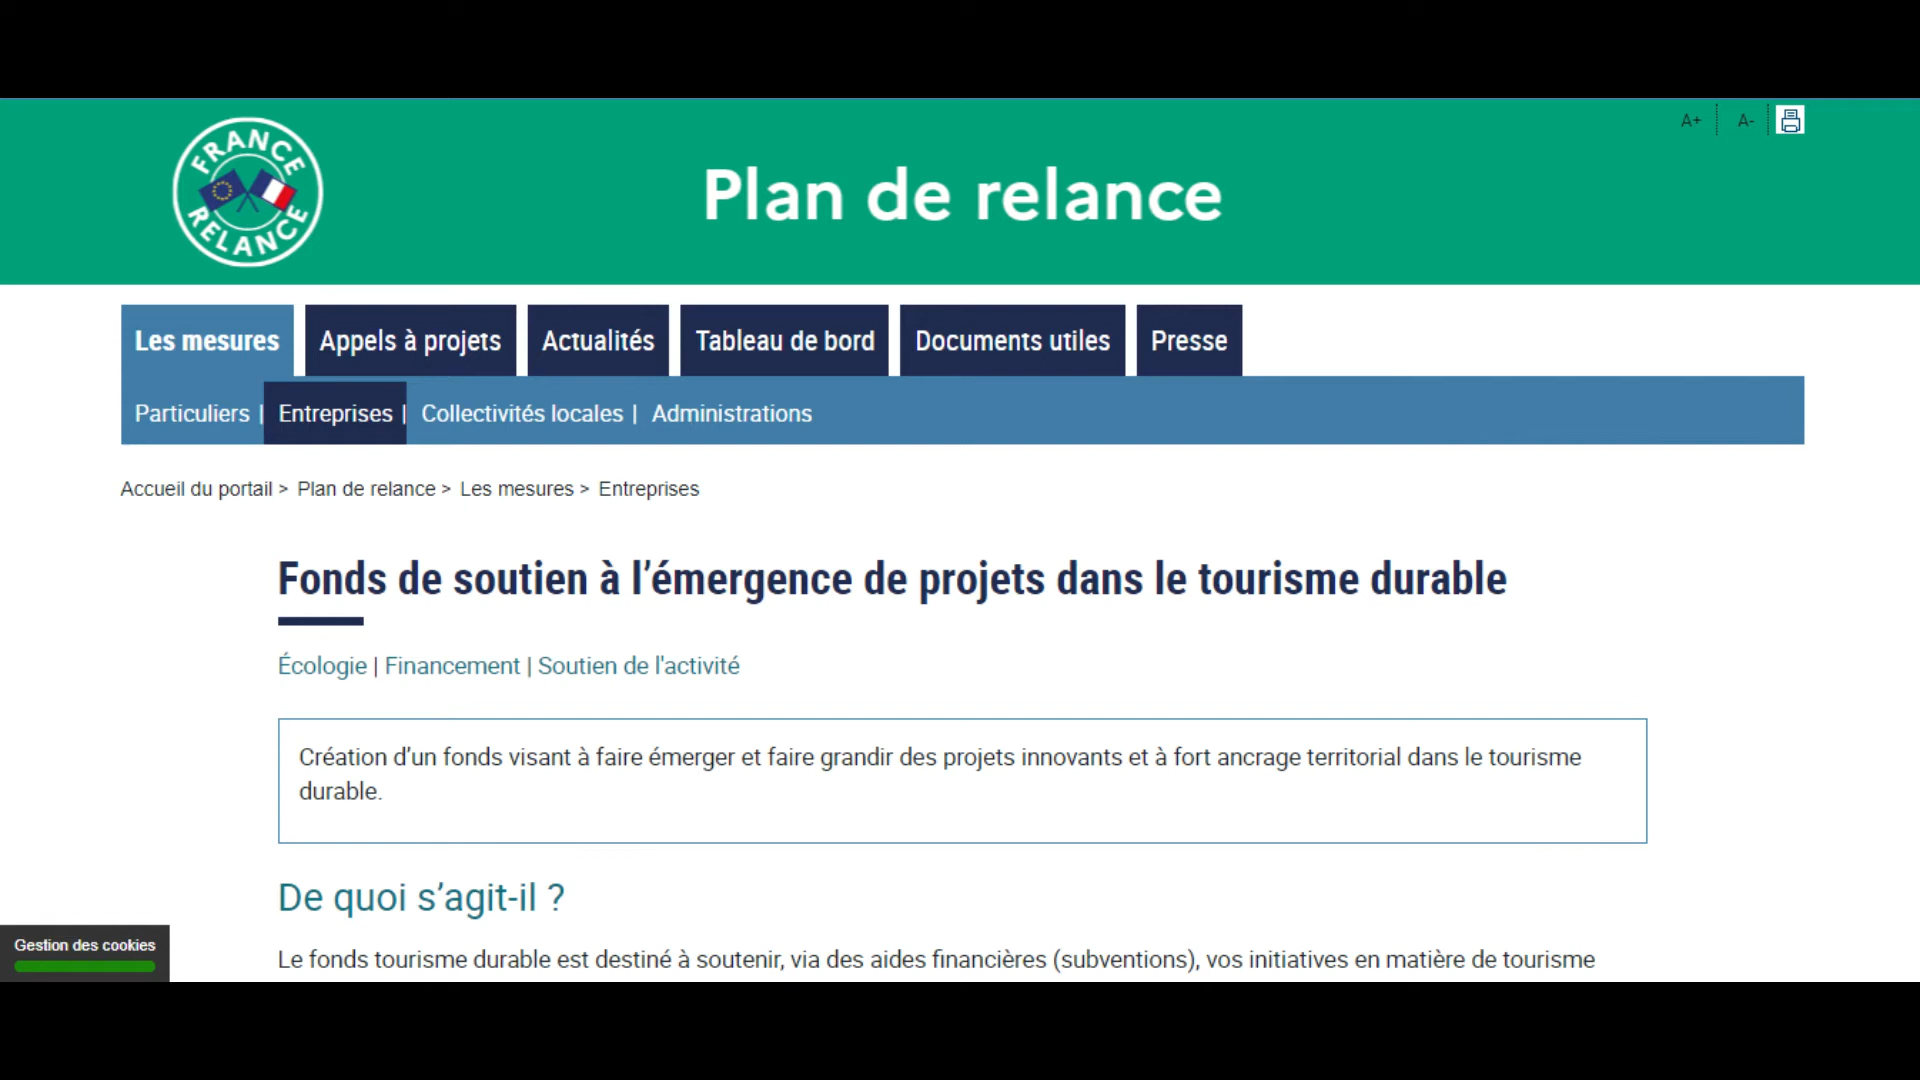 A+ A-
FRANCE RELANCE
Plan de relance
Les mesures Appels à projets Actualités Tableau de bord Documents utiles Presse
Particuliers | Entreprises | Collectivités locales | Administrations
Accueil du portail > Plan de relance > Les mesures > Entreprises
Fonds de soutien à l’émergence de projets dans le tourisme durable
Écologie | Financement | Soutien de l'activité
Création d’un fonds visant à faire émerger et faire grandir des projets innovants et à fort ancrage territorial dans le tourisme
durable.
De quoi s’agit-il ?
Gestion des cookies
Le fonds tourisme durable est destiné à soutenir, via des aides financières (subventions), vos initiatives en matière de tourisme